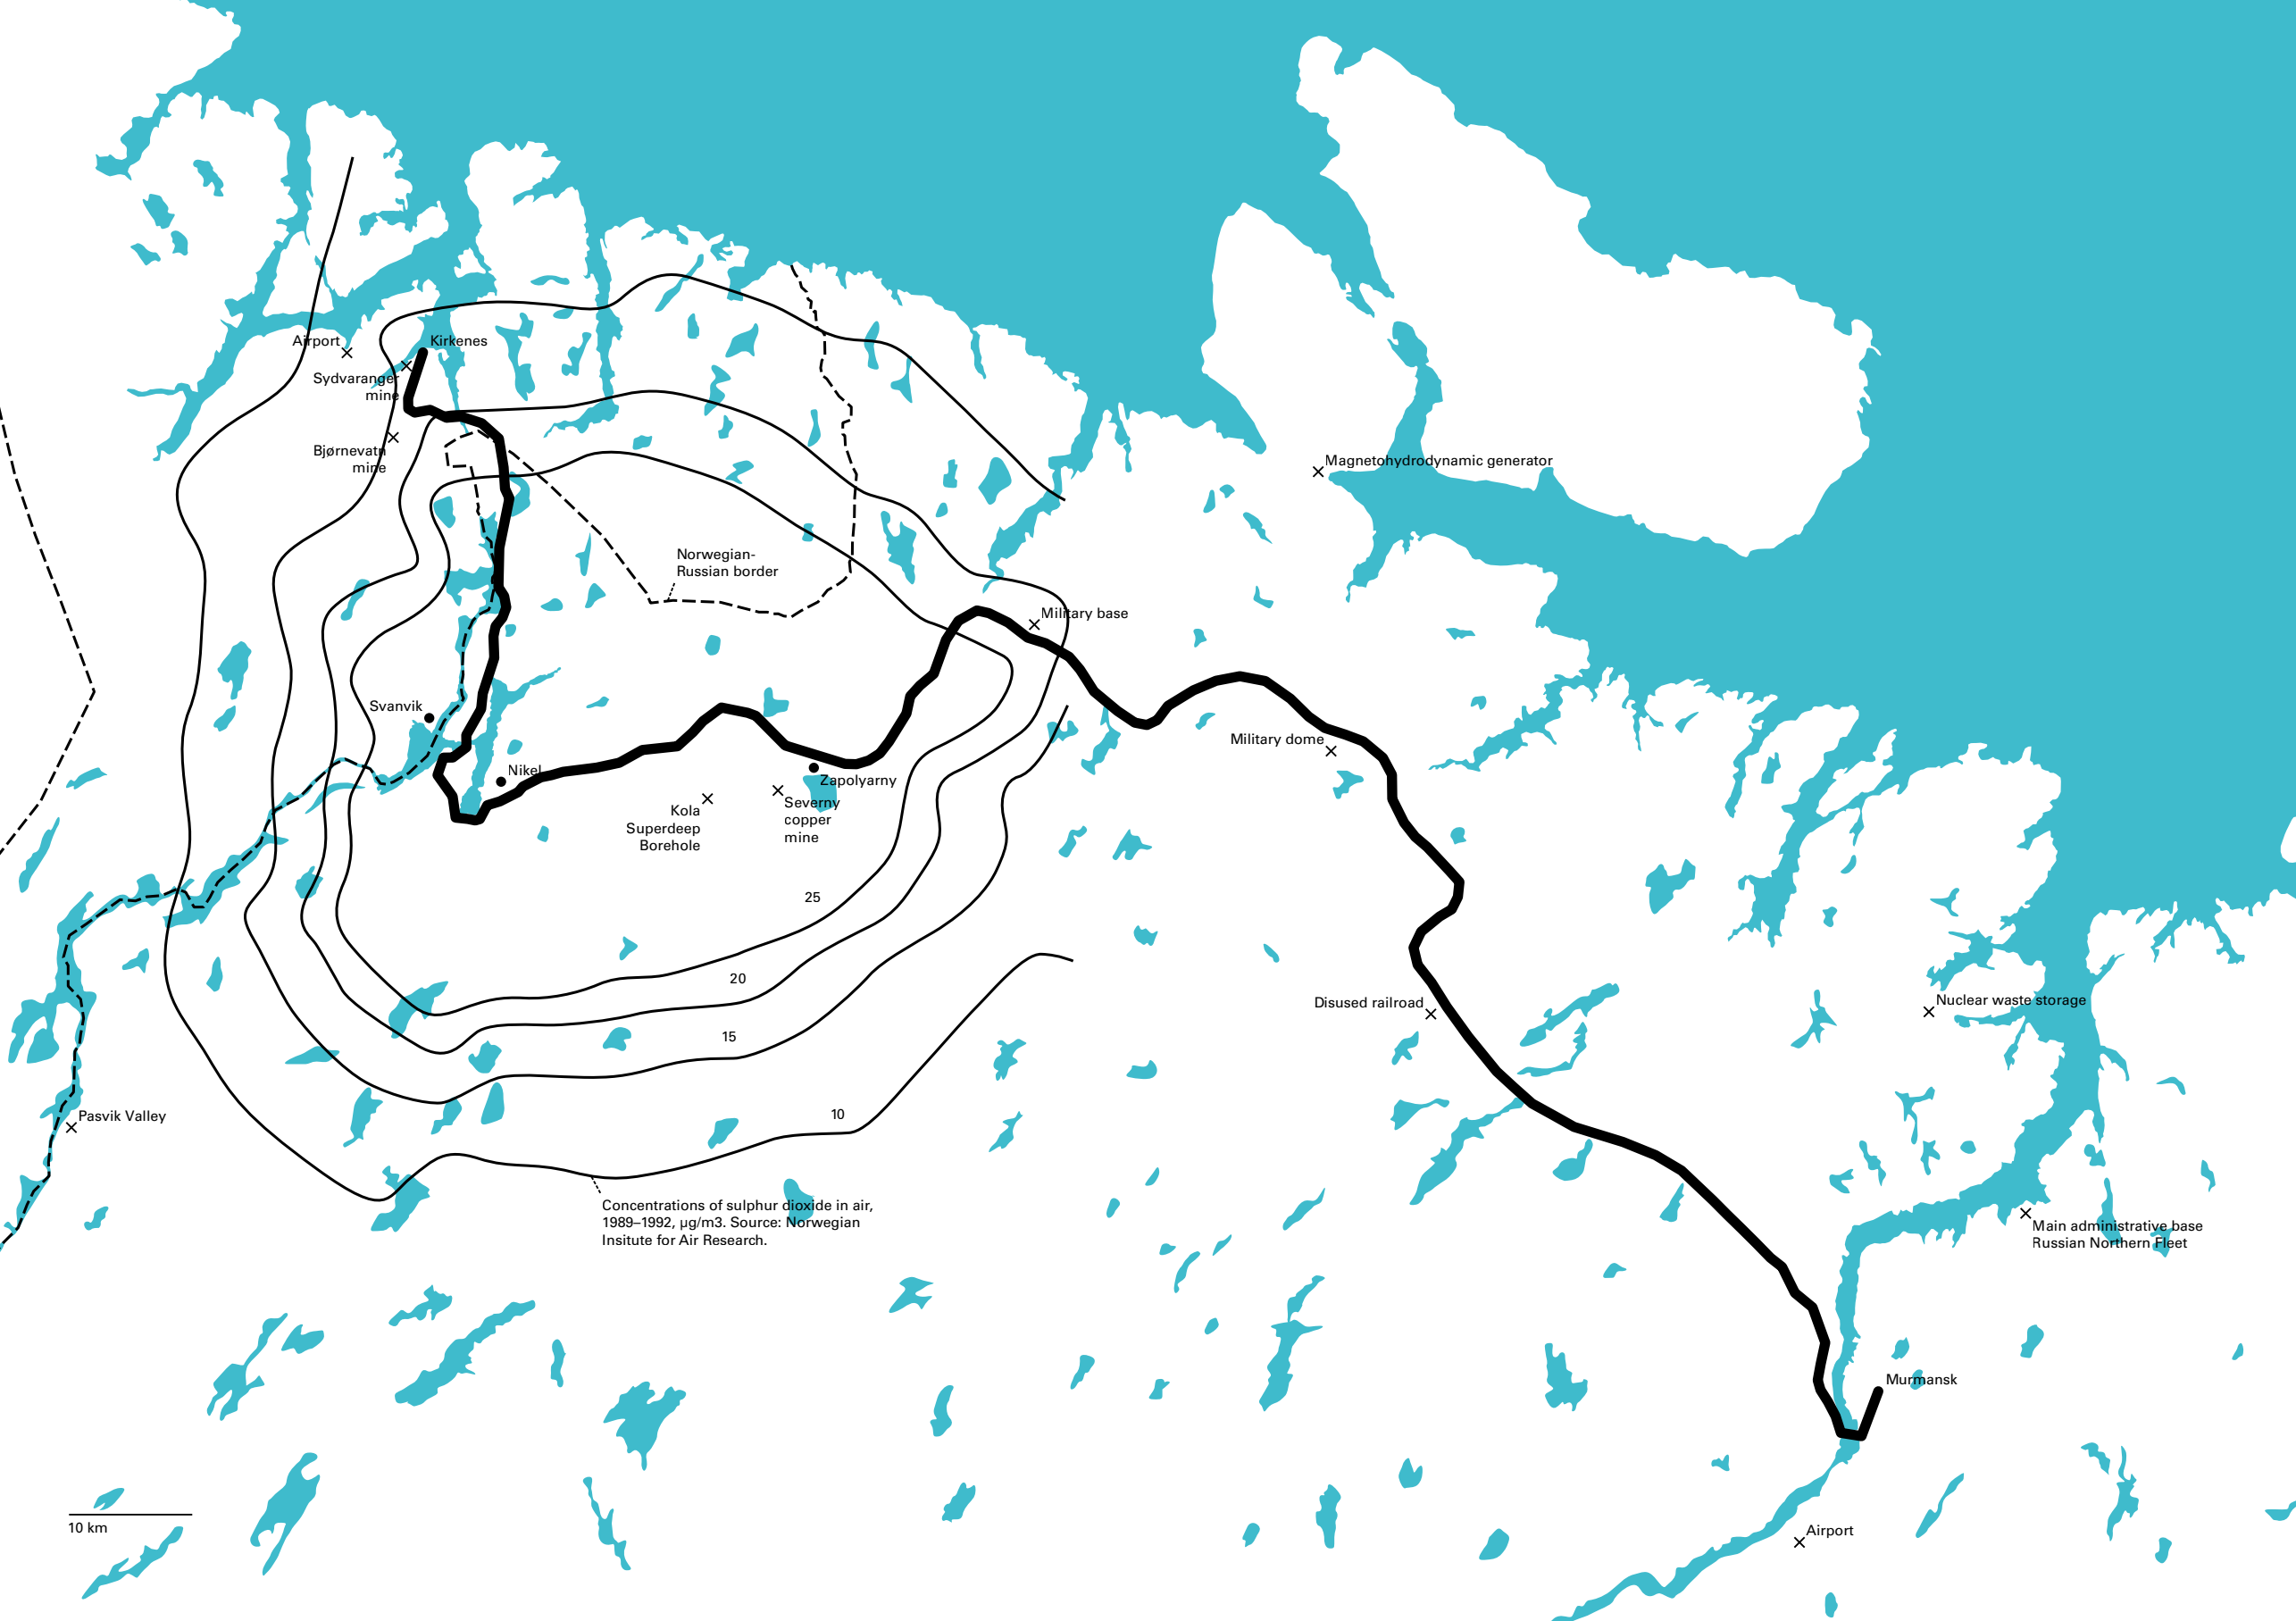 Airport
Kirkenes
Sydvaranger
mine
Bjørnevatn
mine
Magnetohydrodynamic generator
Norwegian-
Russian border
Military base
Svanvik
Military dome
Nikel
Zapolyarny
Kola
Superdeep
Borehole
Severny
copper
mine
25
20
Disused railroad
Nuclear waste storage
15
10
Pasvik Valley
Concentrations of sulphur dioxide in air,
1989–1992, µg/m3. Source: Norwegian
Insitute for Air Research.
Main administrative base
Russian Northern Fleet
Murmansk
10 km
Airport